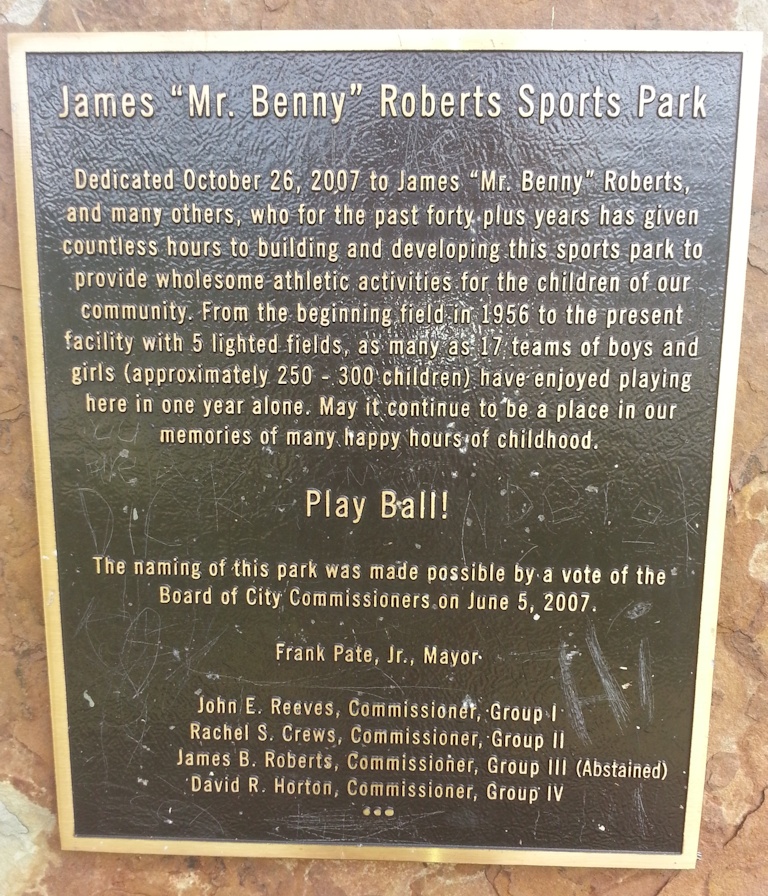 James "Mr. Benny" Roberts Sports Park
Dedicated October 26, 2007 to James "Mr. Benny" Roberts,
and many others, who for the past forty plus years has given
countless hours to building and developing this sports park to
provide wholesome athletic activities for the children of our
community. From the beginning field in 1956 to the present
facility with 5 lighted fields, as many as 17 teams of boys and
girls (approximately 250 - 300 children) have enjoyed playing
here in one year alone. May it continue to be a place in our
memories of many happy hours of childhood.
Play Ball!
The naming of this park was made possible by a vote of the
Board of City Commissioners on June 5, 2007.
Frank Pate, Jr., Mayor
John E. Reeves, Commissioner, Group I
Rachel S. Crews, Commissioner, Group II
James B. Roberts, Commissioner, Group III (Abstained)
David R. Horton, Commissioner, Group IV